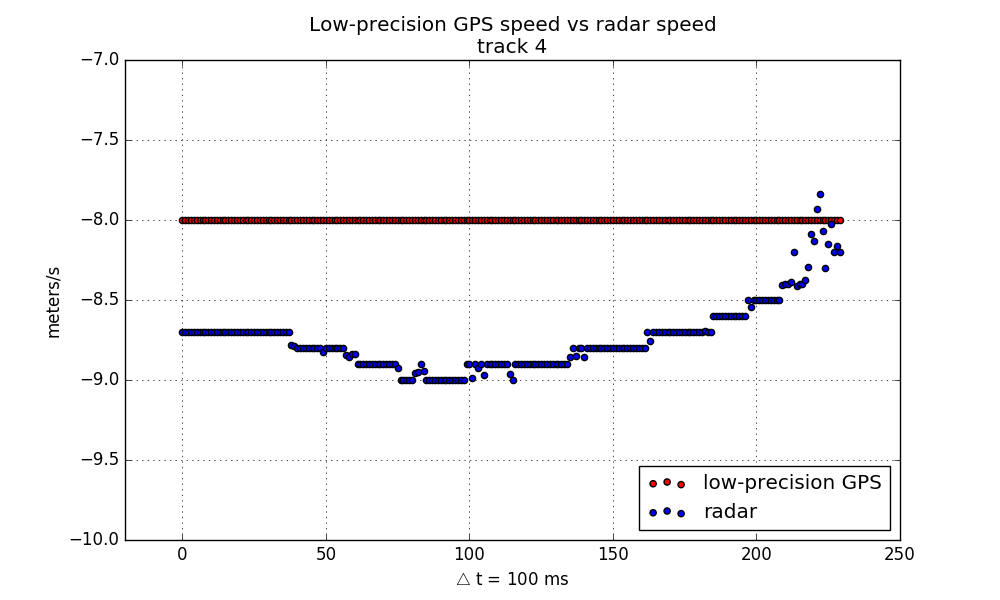 Low-precision GPS speed vs radar speed
track 4
−7.0
−7.5
−8.0
−8.5
−9.0
−9.5
−10.0
meters/s
low-precision GPS
radar
0 50 100 150 200 250
△ t = 100 ms